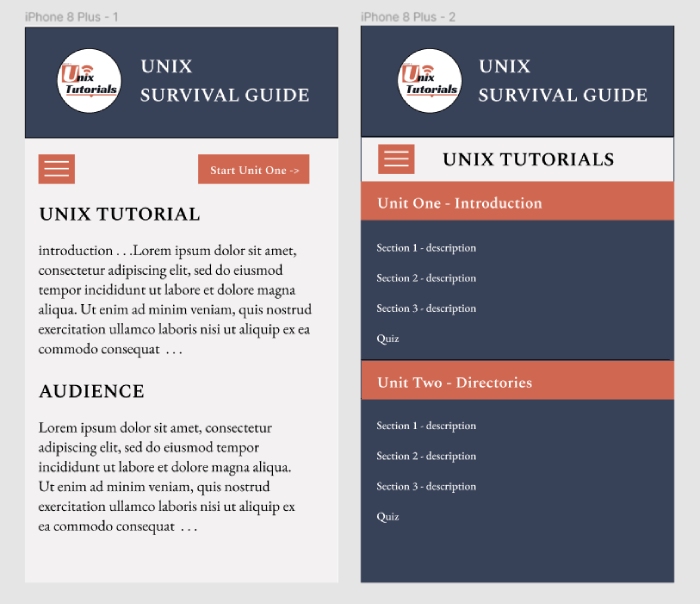 iPhone 8 Plus - 1
Unix
Tutorials
UNIX
SURVIVAL GUIDE
Start Unit One ->
UNIX TUTORIAL
introduction . . .Lorem ipsum dolor sit amet,
consectetur adipiscing elit, sed do eiusmod
tempor incididunt ut labore et dolore magna
aliqua. Ut enim ad minim veniam, quis nostrud
exercitation ullamco laboris nisi ut aliquip ex ea
commodo consequat . . .
AUDIENCE
Lorem ipsum dolor sit amet, consectetur
adipiscing elit, sed do eiusmod tempor
incididunt ut labore et dolore magna aliqua.
Ut enim ad minim veniam, quis nostrud
exercitation ullamco laboris nisi ut aliquip ex
ea commodo consequat . . .
iPhone 8 Plus - 2
Unix
Tutorials
UNIX
SURVIVAL GUIDE
UNIX TUTORIALS
Unit One - Introduction
Section 1 - description
Section 2 - description
Section 3 - description
Quiz
Unit Two - Directories
Section 1 - description
Section 2 - description
Section 3 - description
Quiz